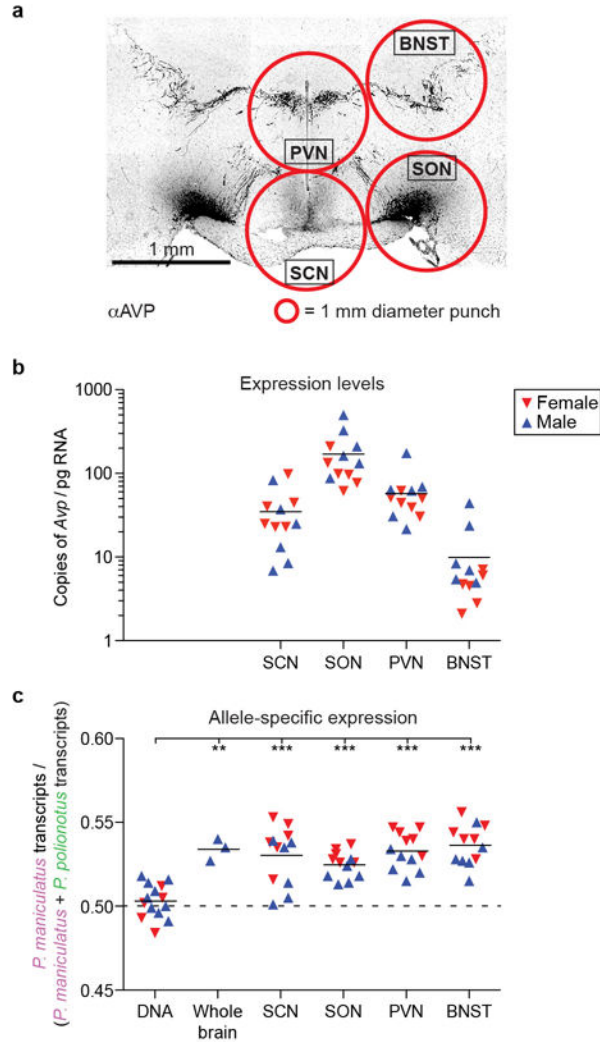 a
BNST
PVN
SON
SCN
1 mm
αAVP
= 1 mm diameter punch
b
Expression levels
Female
Male
Copies of Avp / pg RNA
1000
100
10
1
SCN SON PVN BNST
c
Allele-specific expression
** *** *** *** ***
P. maniculatus transcripts /
(P. maniculatus + P. polionotus transcripts)
0.60
0.55
0.50
0.45
DNA Whole brain SCN SON PVN BNST